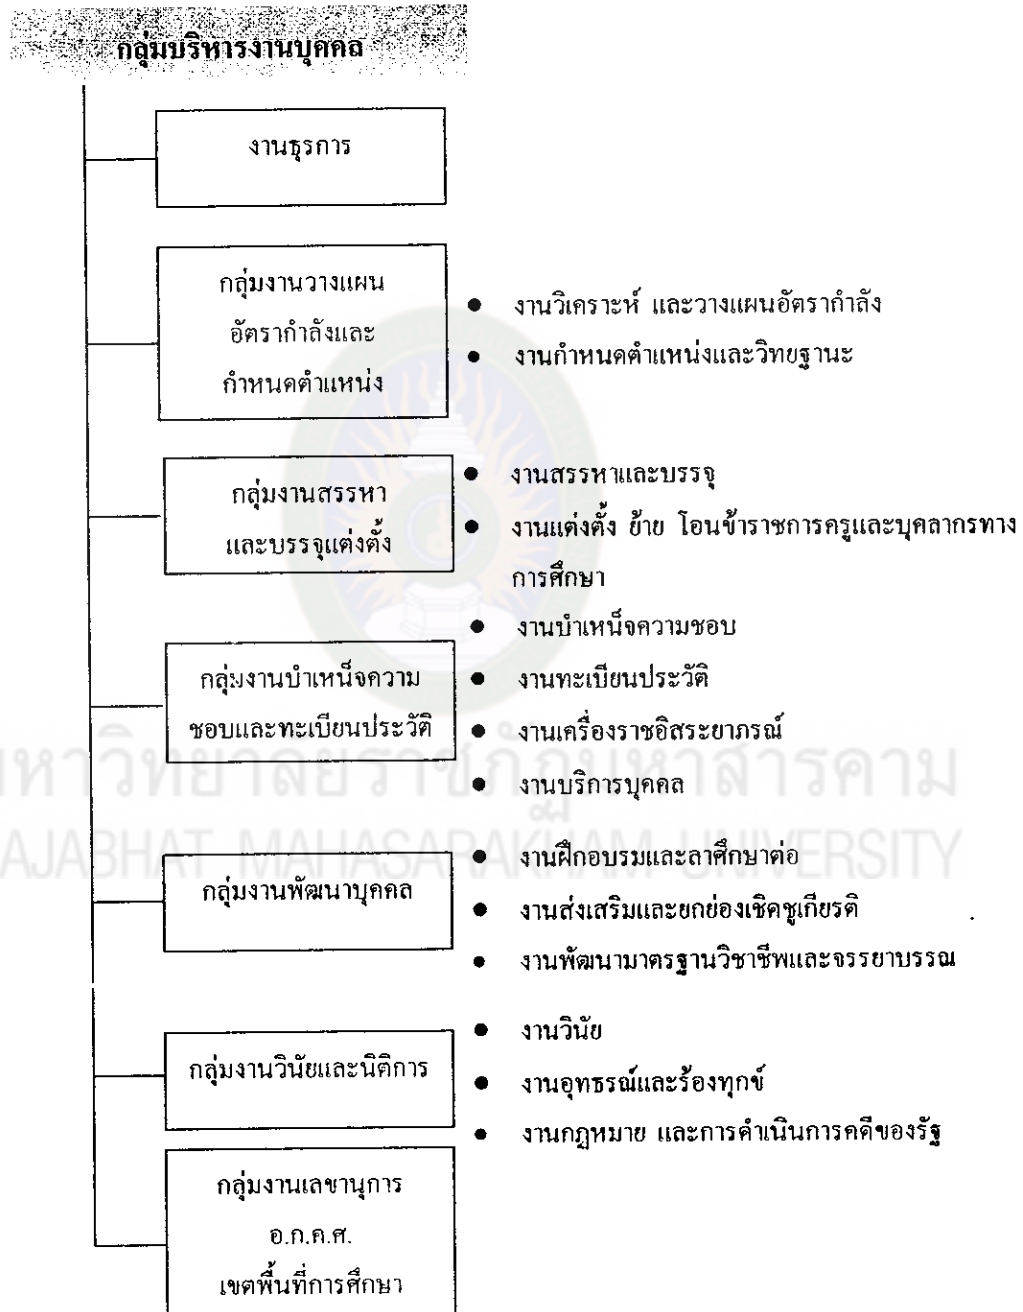 กลุ่มบริหารงานบุคคล
งานธุรการ
กลุ่มงานวางแผน
อัตรากำลังและ
กำหนดตำแหน่ง
● งานวิเคราะห์ และวางแผนอัตรากำลัง
● งานกำหนดตำแหน่งและวิทยฐานะ
กลุ่มงานสรรหา
และบรรจุแต่งตั้ง
● งานสรรหาและบรรจุ
● งานแต่งตั้ง ย้าย โอนข้าราชการครูและบุคลากรทาง
การศึกษา
กลุ่มงานบำเหน็จความ
ชอบและทะเบียนประวัติ
● งานบำเหน็จความชอบ
● งานทะเบียนประวัติ
● งานเครื่องราชอิสระยาภรณ์
● งานบริการบุคคล
กลุ่มงานพัฒนาบุคคล
● งานฝึกอบรมและลาศึกษาต่อ
● งานส่งเสริมและยกย่องเชิดชูเกียรติ
● งานพัฒนามาตรฐานวิชาชีพและจรรยาบรรณ
กลุ่มงานวินัยและนิติการ
● งานวินัย
● งานอุทธรณ์และร้องทุกข์
● งานกฎหมาย และการดำเนินการคดีของรัฐ
กลุ่มงานเลขานุการ
อ.ก.ค.ศ.
เขตพื้นที่การศึกษา
หาวิทยาลัยราชภัฏมหาสารคาม
AJABHAT MAHASARAKHAM UNIVERSITY